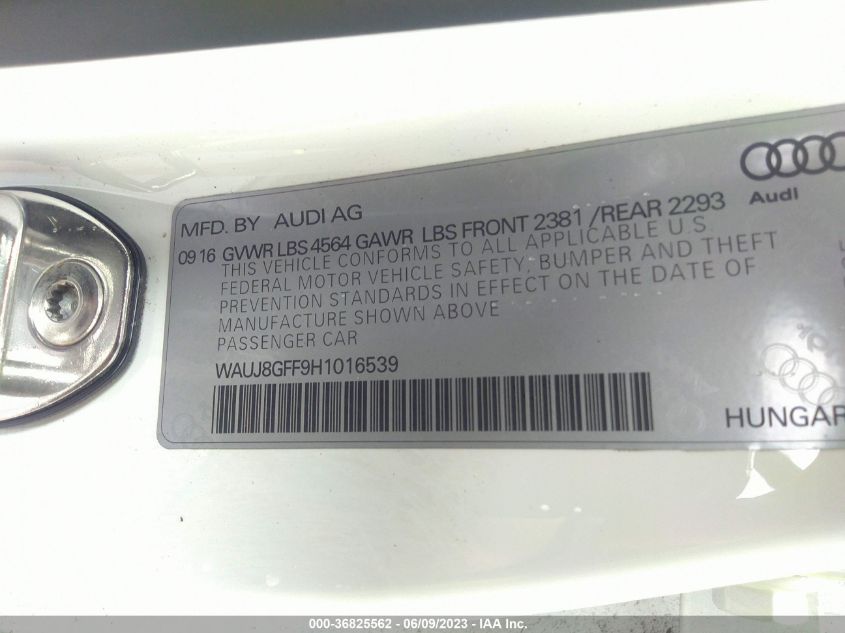 Audi
MFD. BY AUDI AG
09 16 GVWR LBS 4564 GAWR LBS FRONT 2381 /REAR 2293
THIS VEHICLE CONFORMS TO ALL APPLICABLE U.S
FEDERAL MOTOR VEHICLE SAFETY, BUMPER AND THEFT
PREVENTION STANDARDS IN EFFECT ON THE DATE OF
MANUFACTURE SHOWN ABOVE
PASSENGER CAR
WAUJ8GFF9H1016539
HUNGAR
000-36825562 - 06/09/2023 - IAA Inc.